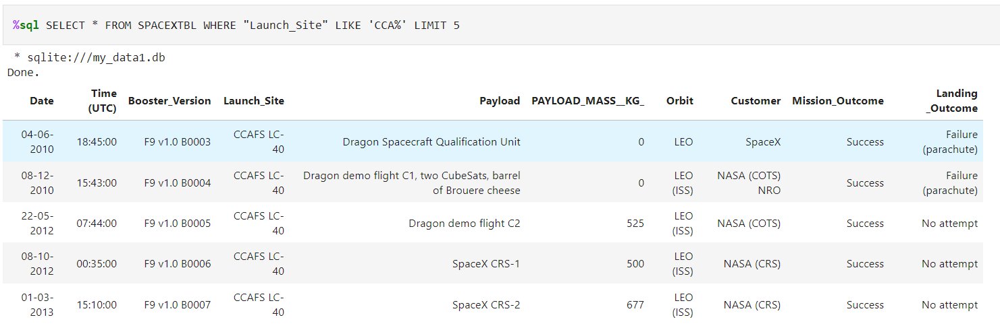 %sql SELECT * FROM SPACEXTBL WHERE "Launch_Site" LIKE 'CCA%' LIMIT 5
* sqlite:///my_data1.db
Done.
Date Time (UTC) Booster_Version Launch_Site Payload PAYLOAD_MASS__KG_ Orbit Customer Mission_Outcome Landing _Outcome
04-06-2010 18:45:00 F9 v1.0 B0003 CCAFS LC-40 Dragon Spacecraft Qualification Unit 0 LEO SpaceX Success Failure (parachute)
08-12-2010 15:43:00 F9 v1.0 B0004 CCAFS LC-40 Dragon demo flight C1, two CubeSats, barrel of Brouere cheese 0 LEO (ISS) NASA (COTS) NRO Success Failure (parachute)
22-05-2012 07:44:00 F9 v1.0 B0005 CCAFS LC-40 Dragon demo flight C2 525 LEO (ISS) NASA (COTS) Success No attempt
08-10-2012 00:35:00 F9 v1.0 B0006 CCAFS LC-40 SpaceX CRS-1 500 LEO (ISS) NASA (CRS) Success No attempt
01-03-2013 15:10:00 F9 v1.0 B0007 CCAFS LC-40 SpaceX CRS-2 677 LEO (ISS) NASA (CRS) Success No attempt